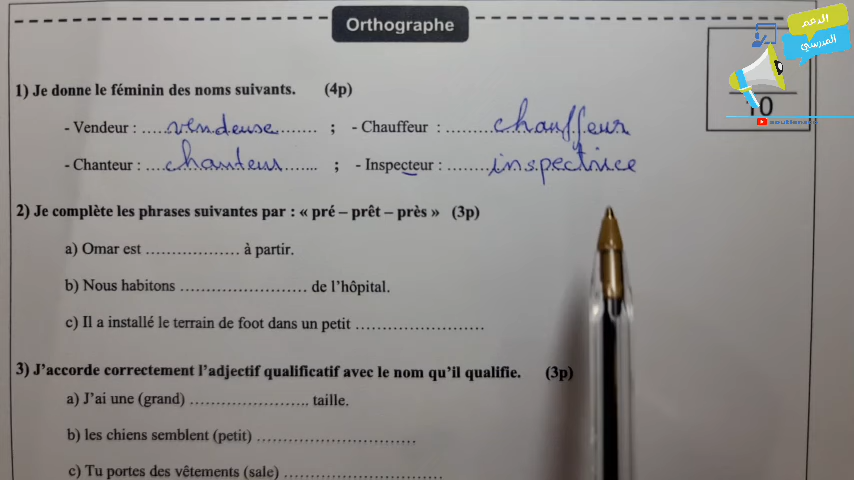 Orthographe
الدعم
المدرسي
10
1) Je donne le féminin des noms suivants. (4p)
- Vendeur : .... vendeuse ........ ; - Chauffeur : ........ chauffeur
- Chanteur : ... chanteus ....... ; - Inspecteur : ........ inspectrice
2) Je complète les phrases suivantes par : « pré – prêt – près » (3p)
a) Omar est .................. à partir.
b) Nous habitons ........................ de l’hôpital.
c) Il a installé le terrain de foot dans un petit ........................
3) J’accorde correctement l’adjectif qualificatif avec le nom qu’il qualifie. (3p)
a) J’ai une (grand) ........................ taille.
b) les chiens semblent (petit) ..............................
c) Tu portes des vêtements (sale) ..............................